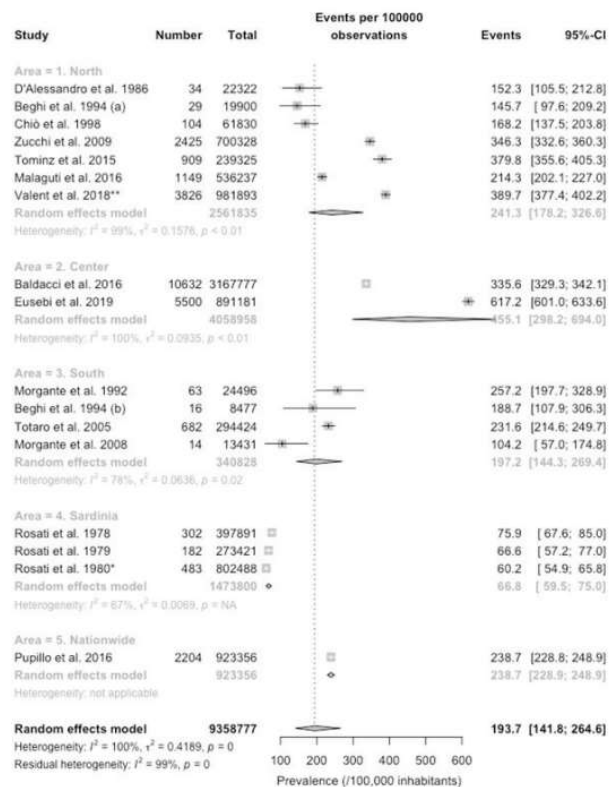 Events per 100000
Study Number Total observations Events 95%-CI
Area = 1. North
D'Alessandro et al. 1986 34 22322 152.3 [105.5; 212.8]
Beghi et al. 1994 (a) 29 19900 145.7 [ 97.6; 209.2]
Chiò et al. 1998 104 61830 168.2 [137.5; 203.8]
Zucchi et al. 2009 2425 700328 346.3 [332.6; 360.3]
Tominz et al. 2015 909 239325 379.8 [355.6; 405.3]
Malaguti et al. 2016 1149 536237 214.3 [202.1; 227.0]
Valent et al. 2018** 3826 981893 389.7 [377.4; 402.2]
Random effects model 2561835 241.3 [178.2; 326.6]
Heterogeneity: I² = 99%, τ² = 0.1576, p < 0.01
Area = 2. Center
Baldacci et al. 2016 10632 3167777 335.6 [329.3; 342.1]
Eusebi et al. 2019 5500 891181 617.2 [601.0; 633.6]
Random effects model 4058958 455.1 [298.2; 694.0]
Heterogeneity: I² = 100%, τ² = 0.0935, p < 0.01
Area = 3. South
Morgante et al. 1992 63 24496 257.2 [197.7; 328.9]
Beghi et al. 1994 (b) 16 8477 188.7 [107.9; 306.3]
Totaro et al. 2005 682 294424 231.6 [214.6; 249.7]
Morgante et al. 2008 14 13431 104.2 [ 57.0; 174.8]
Random effects model 340828 197.2 [144.3; 269.4]
Heterogeneity: I² = 78%, τ² = 0.0636, p = 0.02
Area = 4. Sardinia
Rosati et al. 1978 302 397891 75.9 [ 67.6; 85.0]
Rosati et al. 1979 182 273421 66.6 [ 57.2; 77.0]
Rosati et al. 1980* 483 802488 60.2 [ 54.9; 65.8]
Random effects model 1473800 66.8 [ 59.5; 75.0]
Heterogeneity: I² = 67%, τ² = 0.0069, p = NA
Area = 5. Nationwide
Pupillo et al. 2016 2204 923356 238.7 [228.8; 248.9]
Random effects model 923356 238.7 [228.9; 248.9]
Heterogeneity: not applicable
Random effects model 9358777 193.7 [141.8; 264.6]
Heterogeneity: I² = 100%, τ² = 0.4189, p = 0
Residual heterogeneity: I² = 99%, p = 0
100 200 300 400 500 600
Prevalence (/100,000 inhabitants)